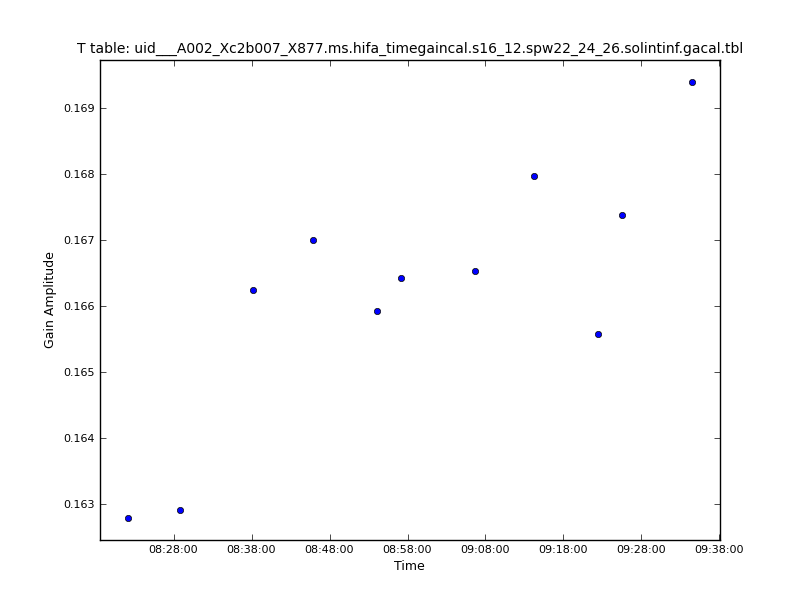 T table: uid___A002_Xc2b007_X877.ms.hifa_timegaincal.s16_12.spw22_24_26.solintinf.gacal.tbl
0.169
0.168
0.167
0.166
0.165
0.164
0.163
Gain Amplitude
08:28:00 08:38:00 08:48:00 08:58:00 09:08:00 09:18:00 09:28:00 09:38:00
Time